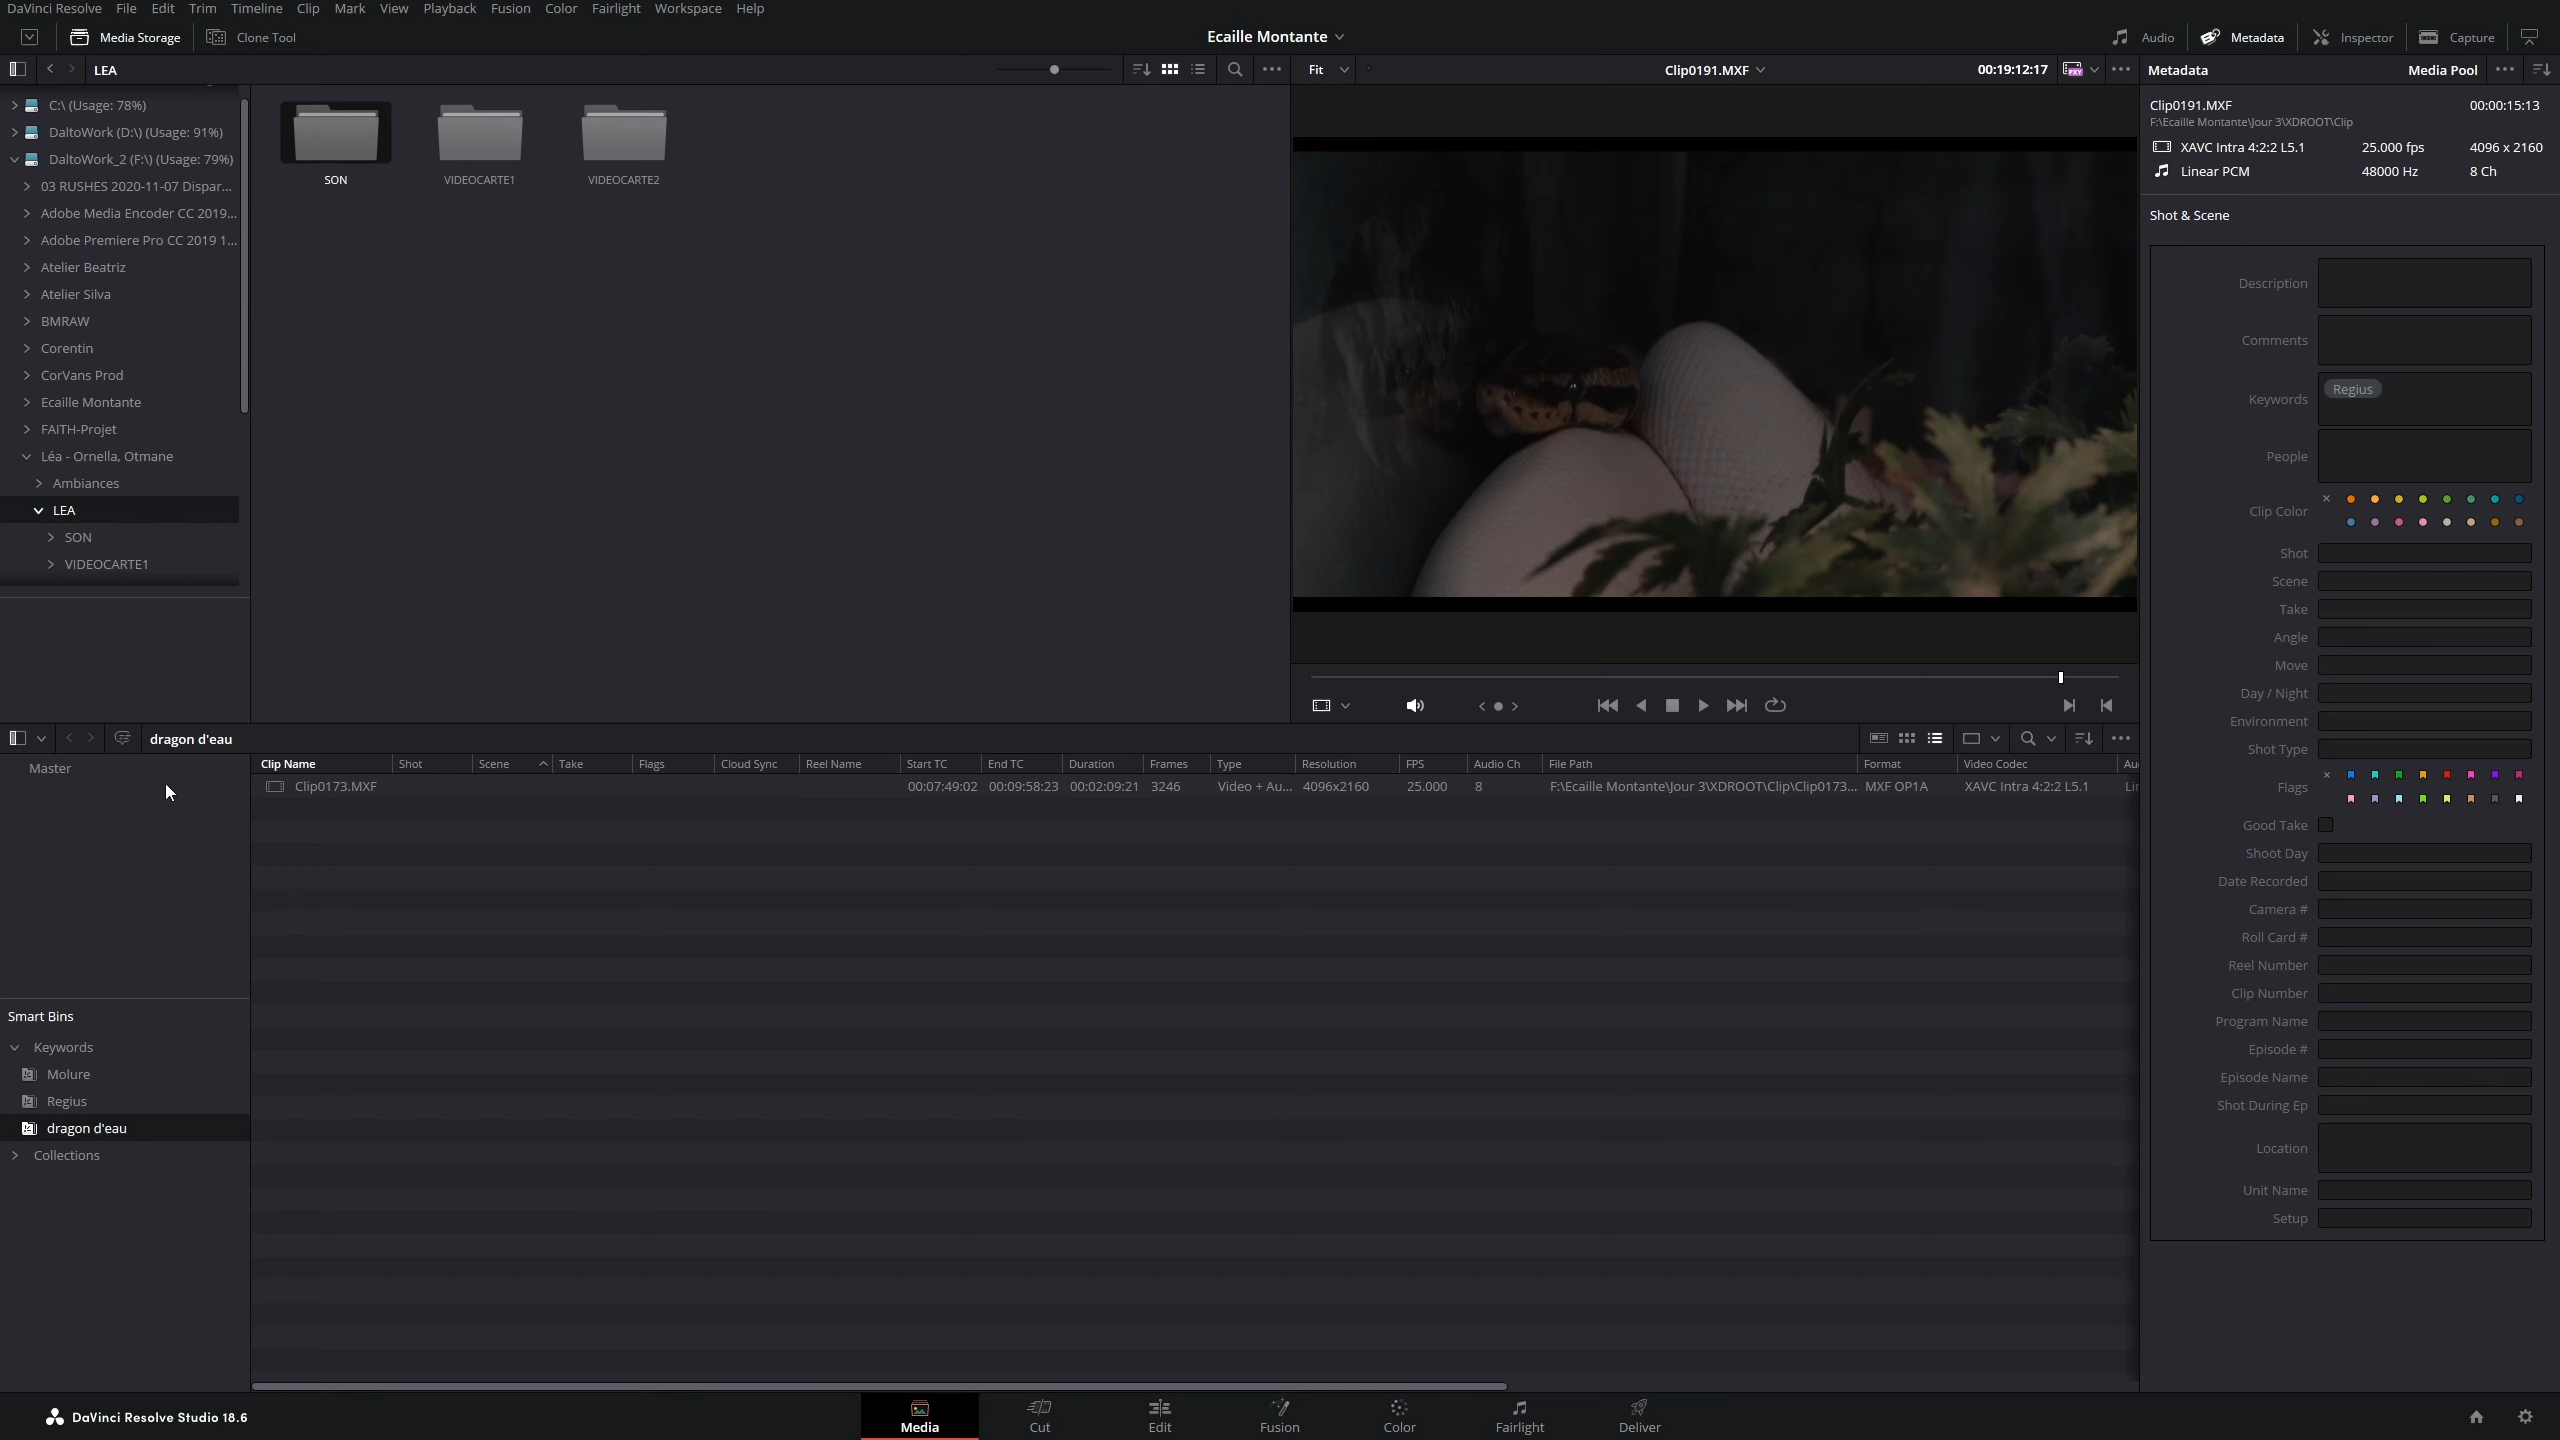 DaVinci Resolve File Edit Trim Timeline Clip Mark View Playback Fusion Color Fairlight Workspace Help
Media Storage Clone Tool Ecaille Montante Audio Metadata Inspector Capture
LEA Fit Clip0191.MXF 00:19:12:17 Metadata Media Pool
C:\ (Usage: 78%)
DaltoWork (D:\) (Usage: 91%)
DaltoWork_2 (F:\) (Usage: 79%)
03 RUSHES 2020-11-07 Dispar...
Adobe Media Encoder CC 2019...
Adobe Premiere Pro CC 2019 1...
Atelier Beatriz
Atelier Silva
BMRAW
Corentin
CorVans Prod
Ecaille Montante
FAITH-Projet
Léa - Ornella, Otmane
Ambiances
LEA
SON
VIDEOCARTE1
SON VIDEOCARTE1 VIDEOCARTE2
Clip0191.MXF 00:00:15:13
F:\Ecaille Montante\Jour 3\XDROOT\Clip
XAVC Intra 4:2:2 L5.1 25.000 fps 4096 x 2160
Linear PCM 48000 Hz 8 Ch
Shot & Scene
Description
Comments
Keywords Regius
People
Clip Color
Shot
Scene
Take
Angle
Move
Day / Night
Environment
Shot Type
Flags
Good Take
Shoot Day
Date Recorded
Camera #
Roll Card #
Reel Number
Clip Number
Program Name
Episode #
Episode Name
Shot During Ep
Location
Unit Name
Setup
dragon d'eau
Master
Clip Name Shot Scene Take Flags Cloud Sync Reel Name Start TC End TC Duration Frames Type Resolution FPS Audio Ch File Path Format Video Codec
Clip0173.MXF 00:07:49:02 00:09:58:23 00:02:09:21 3246 Video + Au... 4096x2160 25.000 8 F:\Ecaille Montante\Jour 3\XDROOT\Clip\Clip0173... MXF OP1A XAVC Intra 4:2:2 L5.1
Smart Bins
Keywords
Molure
Regius
dragon d'eau
Collections
DaVinci Resolve Studio 18.6 Media Cut Edit Fusion Color Fairlight Deliver